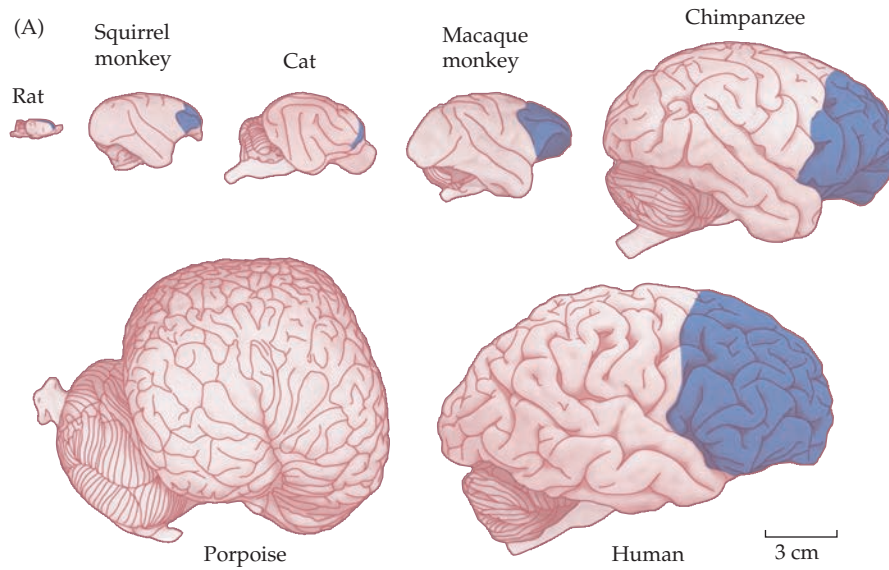 (A)
Rat
Squirrel
monkey
Cat
Macaque
monkey
Chimpanzee
Porpoise
Human
3 cm